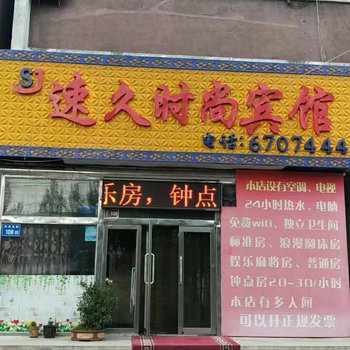 SJ 速久时尚宾馆
电话:6707444
乐房，钟点
108
本店设有空调、电视
24小时热水、电脑
免费wifi、独立卫生间
标准房、浪漫圆床房
娱乐麻将房、普通房
钟点房20-30/小时
本店有多人间
可以开正规发票